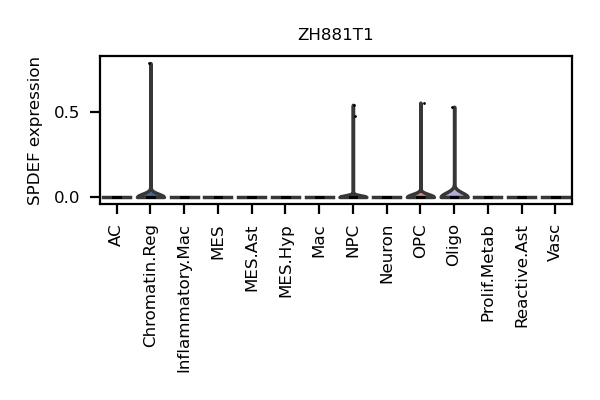 ZH881T1
SPDEF expression
0.5
0.0
AC
Chromatin.Reg
Inflammatory.Mac
MES
MES.Ast
MES.Hyp
Mac
NPC
Neuron
OPC
Oligo
Prolif.Metab
Reactive.Ast
Vasc